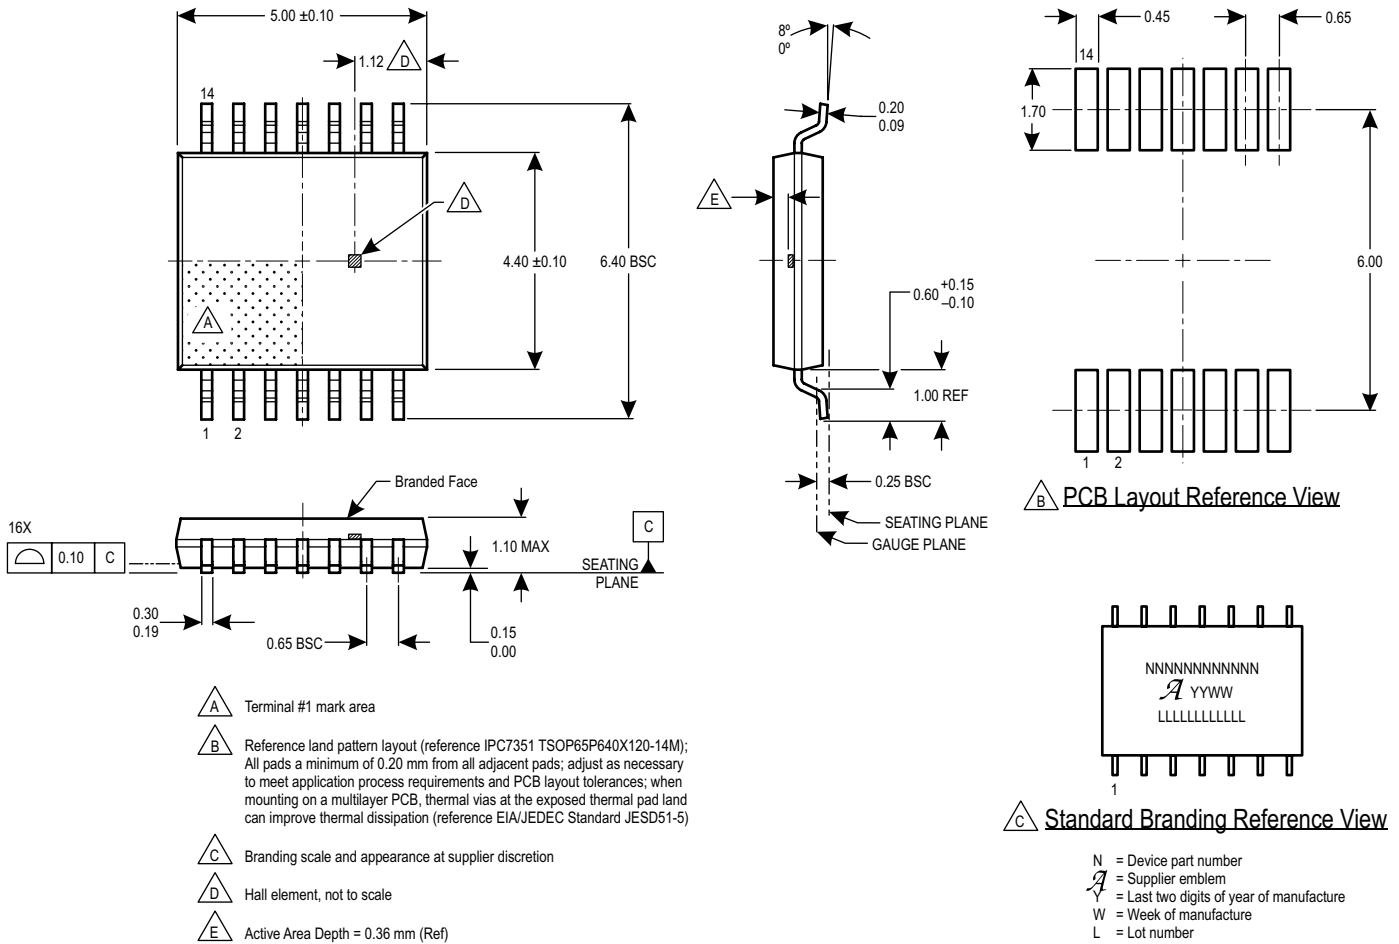 5.00 ±0.10
1.12 D
14
D
4.40 ±0.10
6.40 BSC
A
1 2
8º
0º
0.20
0.09
E
0.60 +0.15
–0.10
1.00 REF
0.25 BSC
SEATING PLANE
GAUGE PLANE
0.45
0.65
14
1.70
6.00
1 2
B PCB Layout Reference View
Branded Face
16X
0.10 C
1.10 MAX
C
SEATING
PLANE
0.30
0.19
0.65 BSC
0.15
0.00
NNNNNNNNNNNNN
A YYWW
LLLLLLLLLLLL
1
C Standard Branding Reference View
N = Device part number
A = Supplier emblem
Y = Last two digits of year of manufacture
W = Week of manufacture
L = Lot number
A Terminal #1 mark area
B Reference land pattern layout (reference IPC7351 TSOP65P640X120-14M);
All pads a minimum of 0.20 mm from all adjacent pads; adjust as necessary
to meet application process requirements and PCB layout tolerances; when
mounting on a multilayer PCB, thermal vias at the exposed thermal pad land
can improve thermal dissipation (reference EIA/JEDEC Standard JESD51-5)
C Branding scale and appearance at supplier discretion
D Hall element, not to scale
E Active Area Depth = 0.36 mm (Ref)